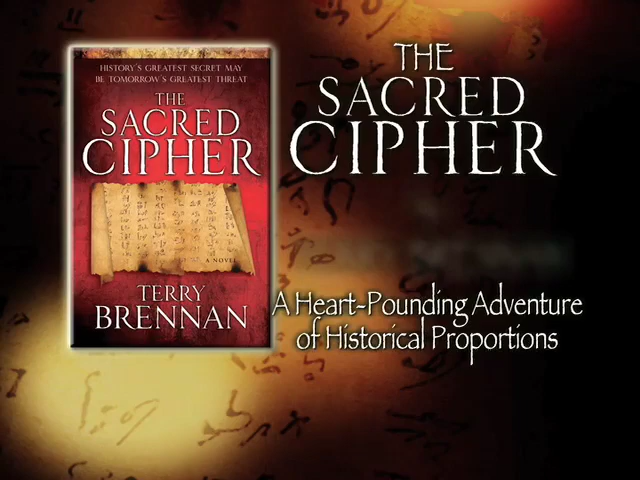 HISTORY'S GREATEST SECRET MAY
BE TOMORROW'S GREATEST THREAT
THE
SACRED
CIPHER
A NOVEL
TERRY
BRENNAN
THE
SACRED
CIPHER
A Heart-Pounding Adventure
of Historical Proportions